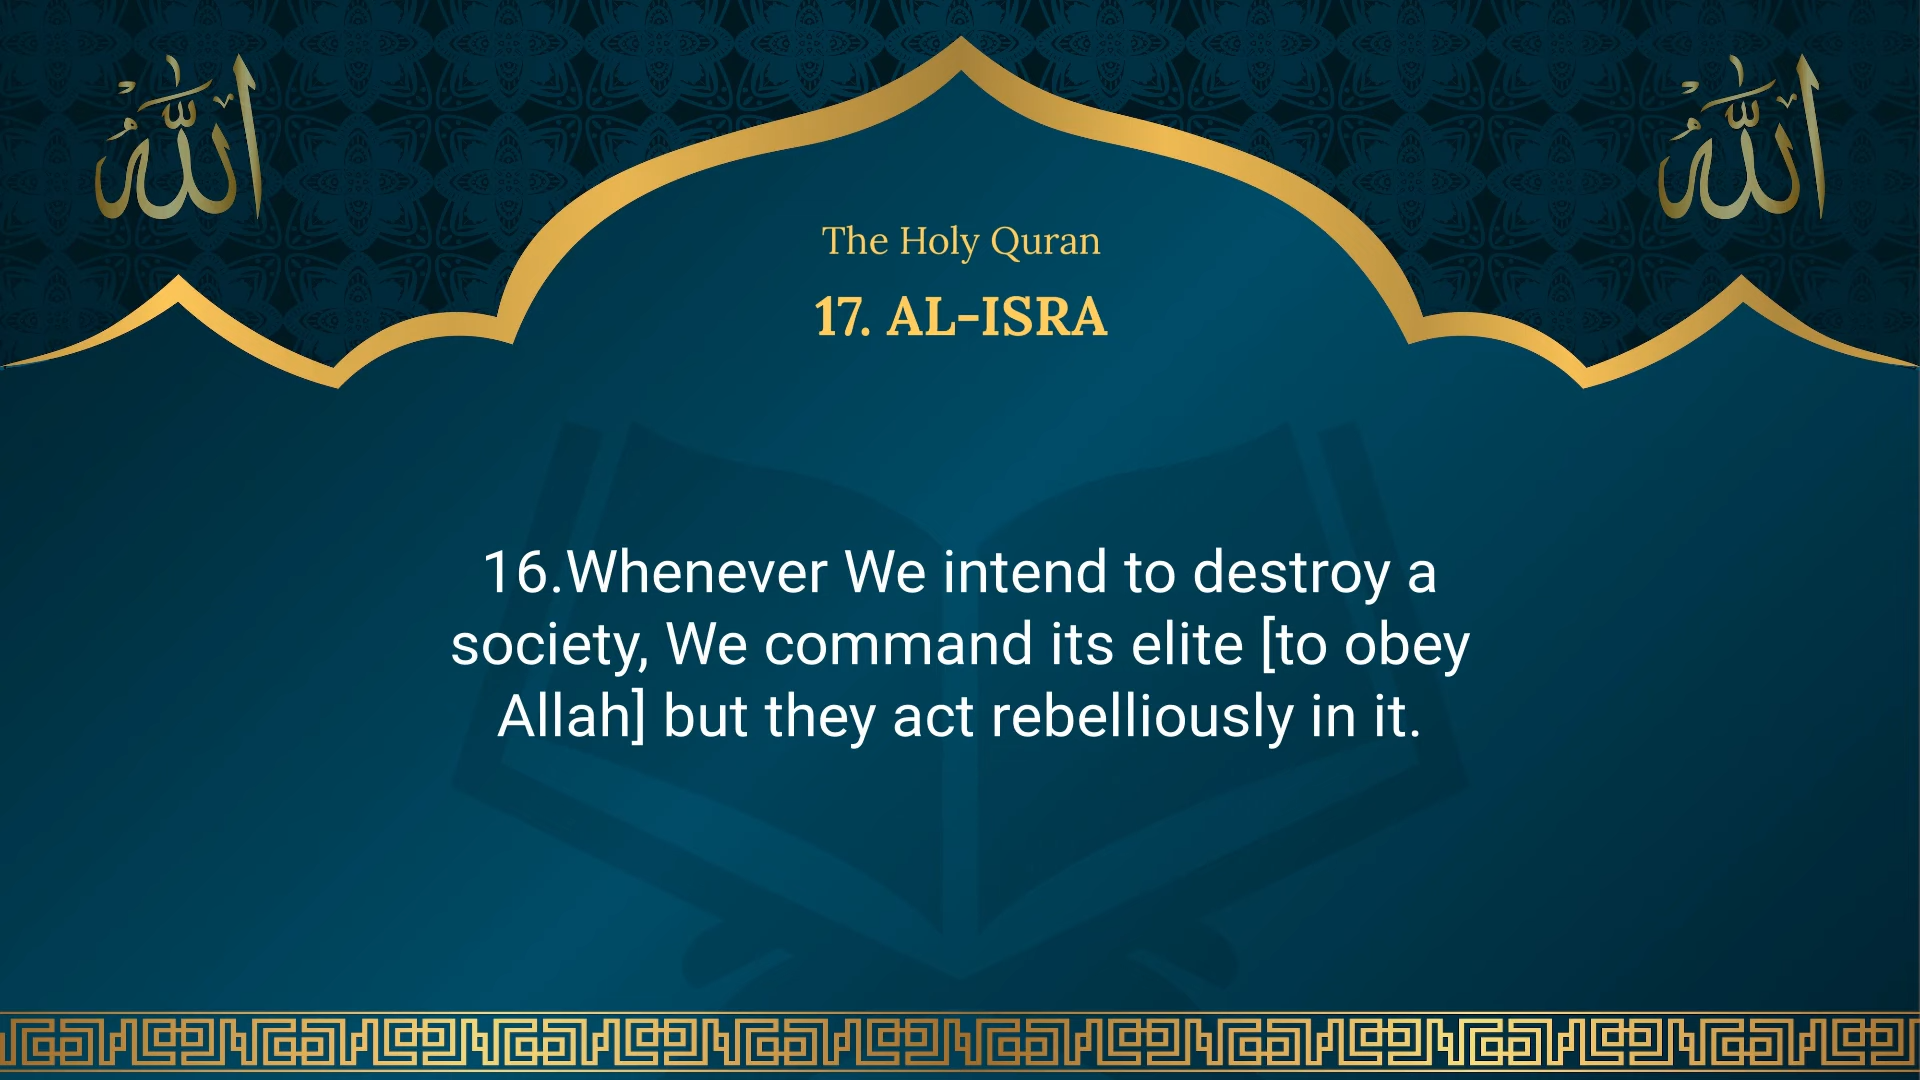 الله
الله
The Holy Quran
17. AL-ISRA
16.Whenever We intend to destroy a
society, We command its elite [to obey
Allah] but they act rebelliously in it.